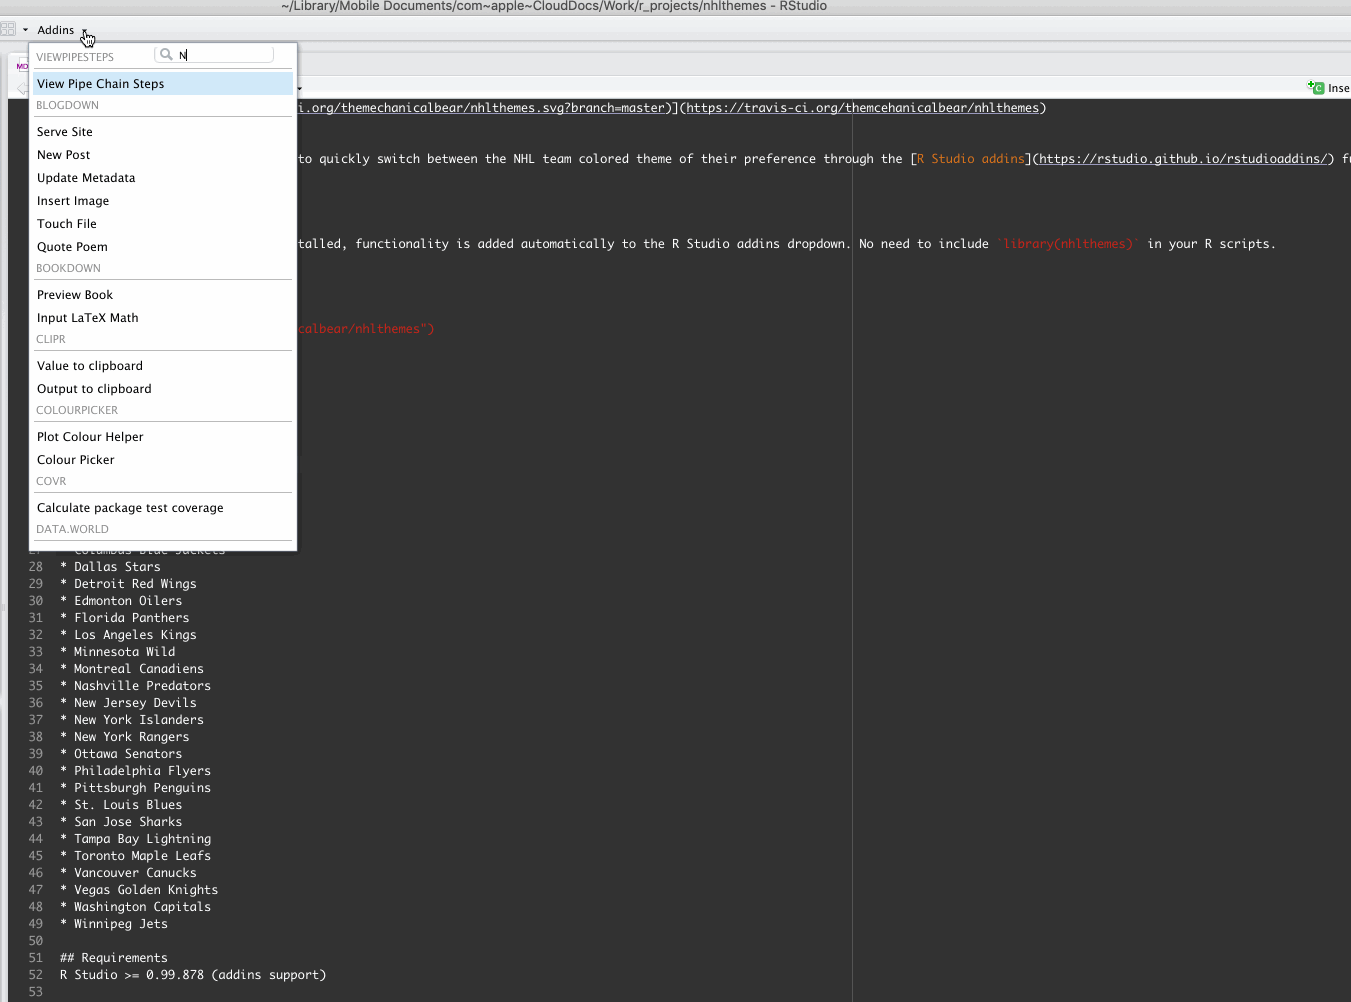 ~/Library/Mobile Documents/com~apple~CloudDocs/Work/r_projects/nhlthemes - RStudio
Addins
VIEWPIPESTEPS
N
MD
View Pipe Chain Steps
Inse
BLOGDOWN
i.org/themechanicalbear/nhlthemes.svg?branch=master)](https://travis-ci.org/themcehanicalbear/nhlthemes)
Serve Site
New Post
to quickly switch between the NHL team colored theme of their preference through the [R Studio addins](https://rstudio.github.io/rstudioaddins/) f
Update Metadata
Insert Image
Touch File
Quote Poem
talled, functionality is added automatically to the R Studio addins dropdown. No need to include `library(nhlthemes)` in your R scripts.
BOOKDOWN
Preview Book
Input LaTeX Math
calbear/nhlthemes")
CLIPR
Value to clipboard
Output to clipboard
COLOURPICKER
Plot Colour Helper
Colour Picker
COVR
Calculate package test coverage
DATA.WORLD
27 * Columbus Blue Jackets
28 * Dallas Stars
29 * Detroit Red Wings
30 * Edmonton Oilers
31 * Florida Panthers
32 * Los Angeles Kings
33 * Minnesota Wild
34 * Montreal Canadiens
35 * Nashville Predators
36 * New Jersey Devils
37 * New York Islanders
38 * New York Rangers
39 * Ottawa Senators
40 * Philadelphia Flyers
41 * Pittsburgh Penguins
42 * St. Louis Blues
43 * San Jose Sharks
44 * Tampa Bay Lightning
45 * Toronto Maple Leafs
46 * Vancouver Canucks
47 * Vegas Golden Knights
48 * Washington Capitals
49 * Winnipeg Jets
50
51 ## Requirements
52 R Studio >= 0.99.878 (addins support)
53